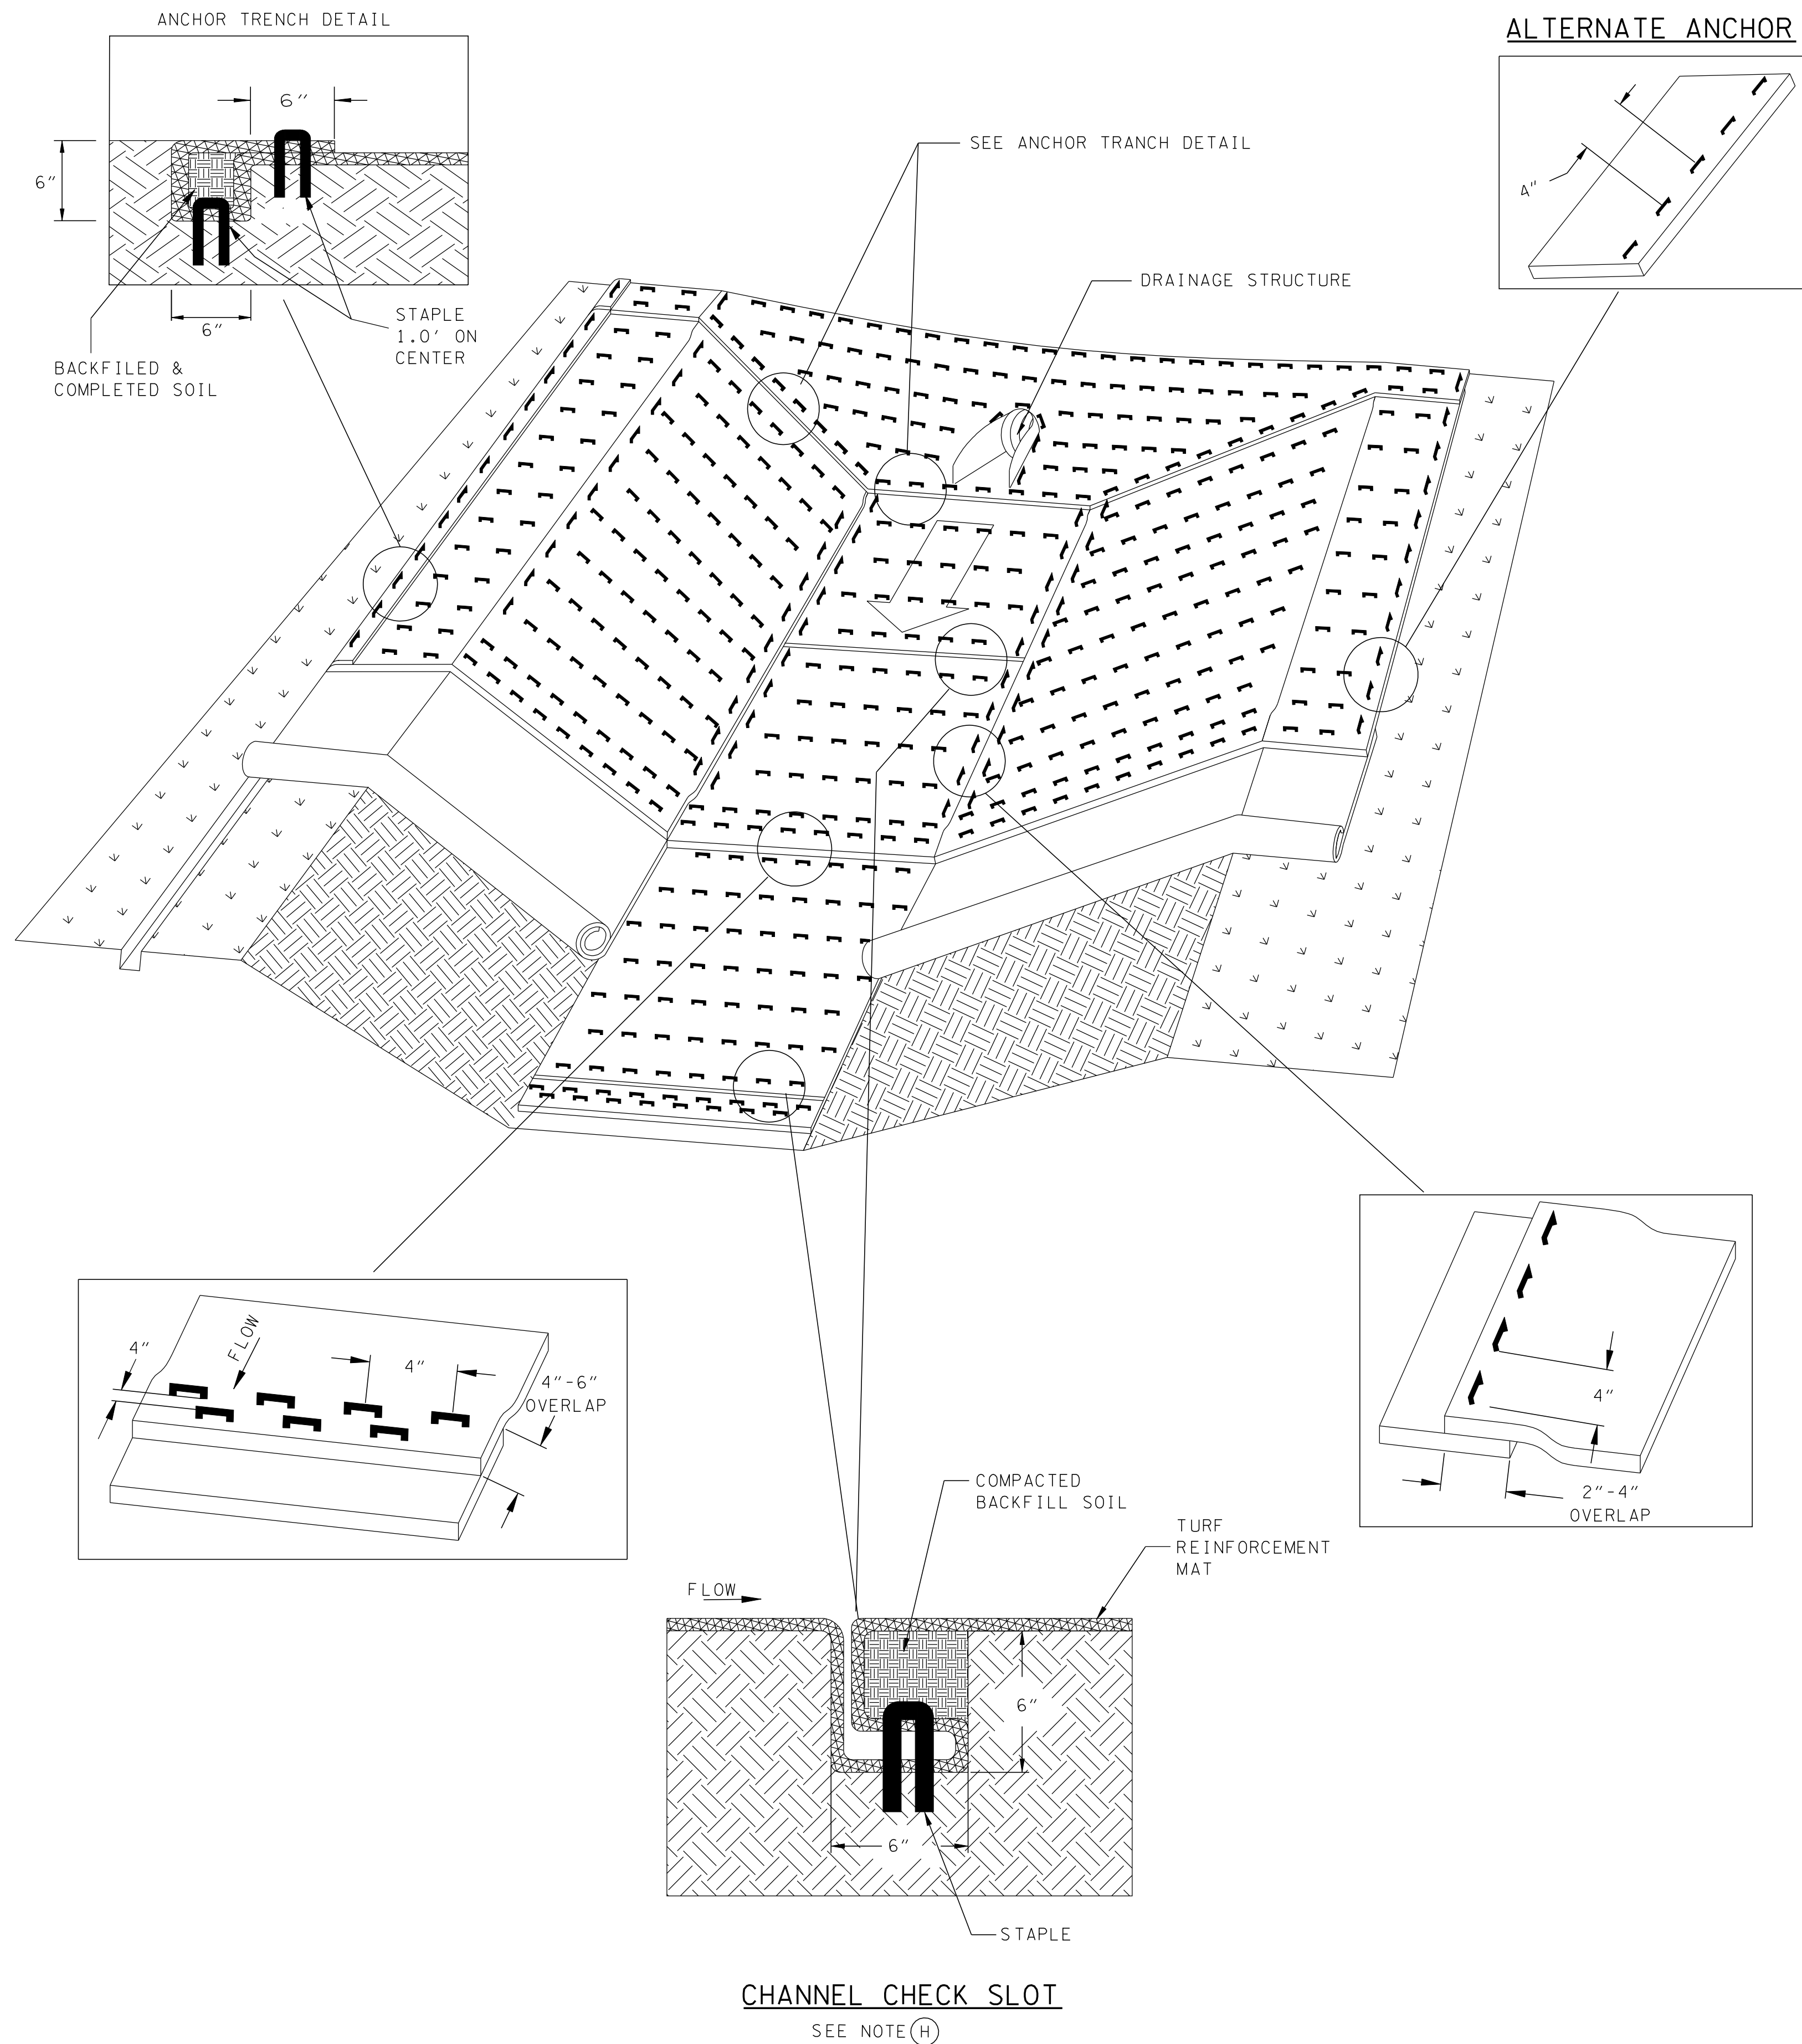 ANCHOR TRENCH DETAIL
6"
6"
6"
STAPLE
1.0' ON
CENTER
BACKFILED &
COMPLETED SOIL
ALTERNATE ANCHOR
4"
SEE ANCHOR TRANCH DETAIL
DRAINAGE STRUCTURE
4"
FLOW
4"
4"-6"
OVERLAP
4"
2"-4"
OVERLAP
COMPACTED
BACKFILL SOIL
TURF
REINFORCEMENT
MAT
FLOW
6"
6"
STAPLE
CHANNEL CHECK SLOT
SEE NOTE H